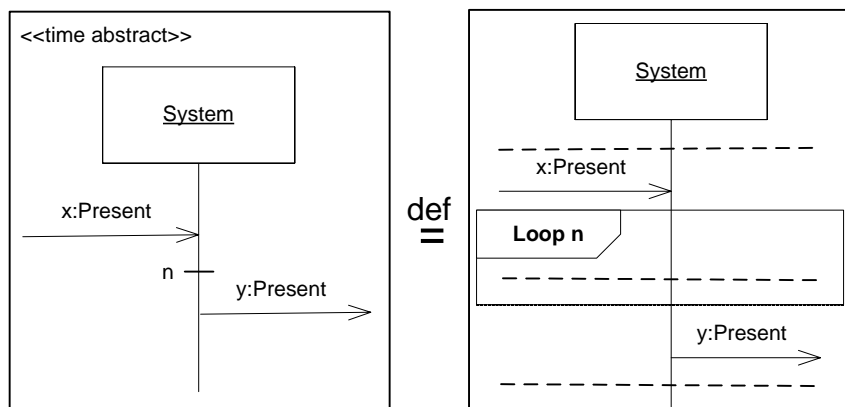 <<time abstract>>
System
x:Present
n
y:Present
def
=
System
x:Present
Loop n
y:Present